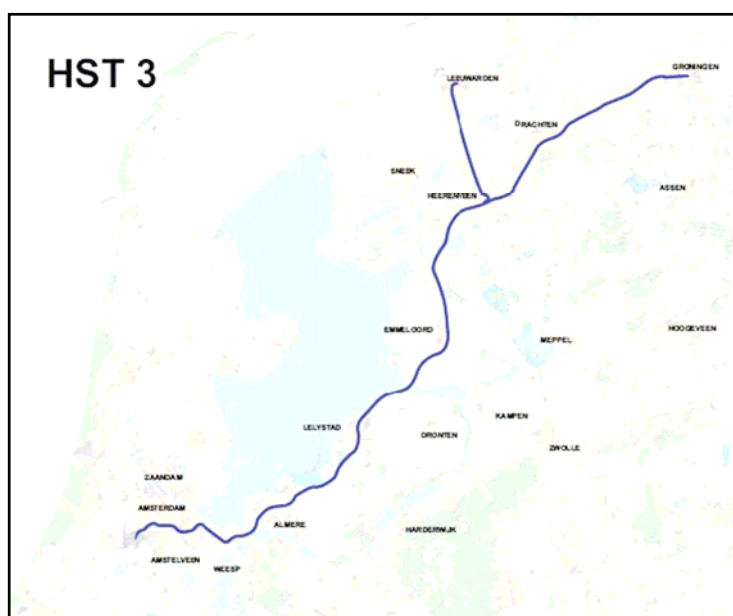 HST 3
GRONINGEN
LEEUWARDEN
DRACHTEN
SNEEK
ASSEN
HEERENVEEN
EMMELOORD
HOOGEVEEN
MEPPEL
KAMPEN
LELYSTAD
DRONTEN
ZWOLLE
ZAANDAM
AMSTERDAM
ALMERE
HARDERWIJK
AMSTELVEEN
WEESP